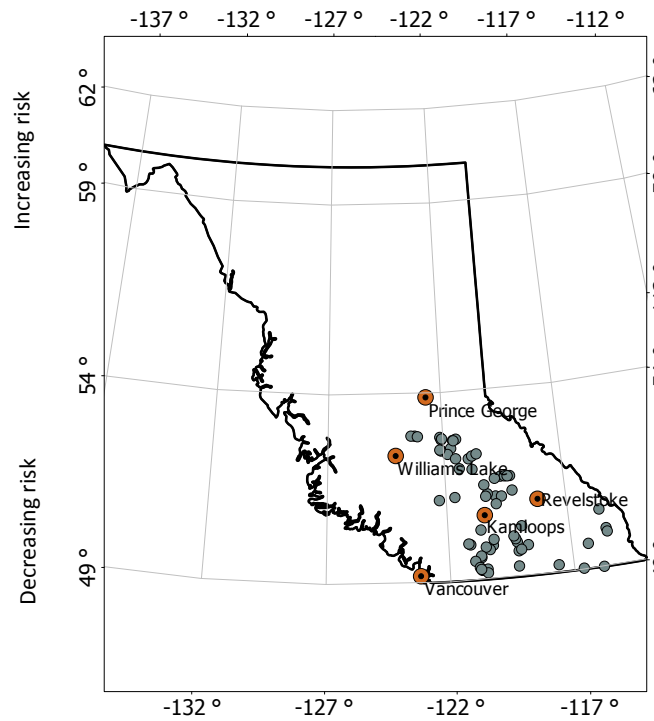 -137 ° -132 ° -127 ° -122 ° -117 ° -112 °
62 °
Increasing risk
59 °
54 °
Prince George
Williams Lake
Revelstoke
Kamloops
Decreasing risk
49 °
Vancouver
-132 ° -127 ° -122 ° -117 °